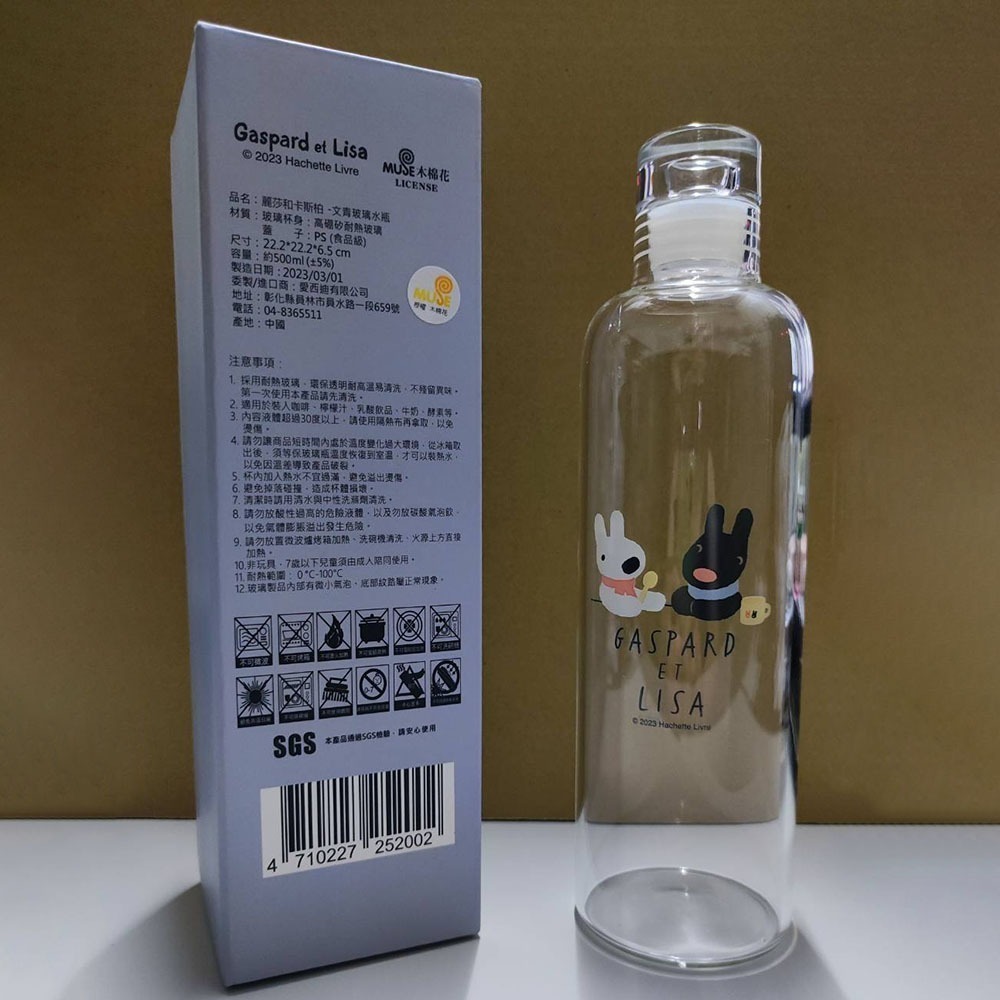 Gaspard et Lisa
© 2023 Hachette Livre
MUSE木棉花
LICENSE
品名：麗莎和卡斯柏 -文青玻璃水瓶
材質：玻璃杯身：高硼矽耐熱玻璃
蓋　子：PS (食品級)
尺寸：22.2*22.2*6.5 cm
容量：約500ml (±5%)
製造日期：2023/03/01
委製/進口商：愛西迪有限公司
地址：彰化縣員林市員水路一段659號
電話：04-8365511
產地：中國
MUSE
授權 木棉花
注意事項：
1. 採用耐熱玻璃，環保透明耐高溫易清洗，不殘留異味。
第一次使用本產品請先清洗。
2. 適用於裝入咖啡、檸檬汁、乳酸飲品、牛奶、酵素等。
3. 內容液體超過30度以上，請使用隔熱布再拿取，以免
燙傷。
4. 請勿讓商品短時間內處於溫度變化過大環境，從冰箱取
出後，須等保玻璃瓶溫度恢復到室溫，才可以裝熱水，
以免因溫差導致產品破裂。
5. 杯內加入熱水不宜過滿，避免溢出燙傷。
6. 避免掉落碰撞，造成杯體損壞。
7. 清潔時請用清水與中性洗滌劑清洗。
8. 請勿放酸性過高的危險液體，以及勿放碳酸氣泡飲，
以免氣體膨脹溢出發生危險。
9. 請勿放置微波爐烤箱加熱、洗碗機清洗、火源上方直接
加熱。
10.非玩具，7歲以下兒童須由成人陪同使用。
11.耐熱範圍：0°C-100°C
12.玻璃製品內部有微小氣泡、底部紋路屬正常現象。
不可微波 不可烤箱
SGS 本產品通過SGS檢驗，請安心使用
4 710227 252002
GASPARD
ET
LISA
© 2023 Hachette Livre